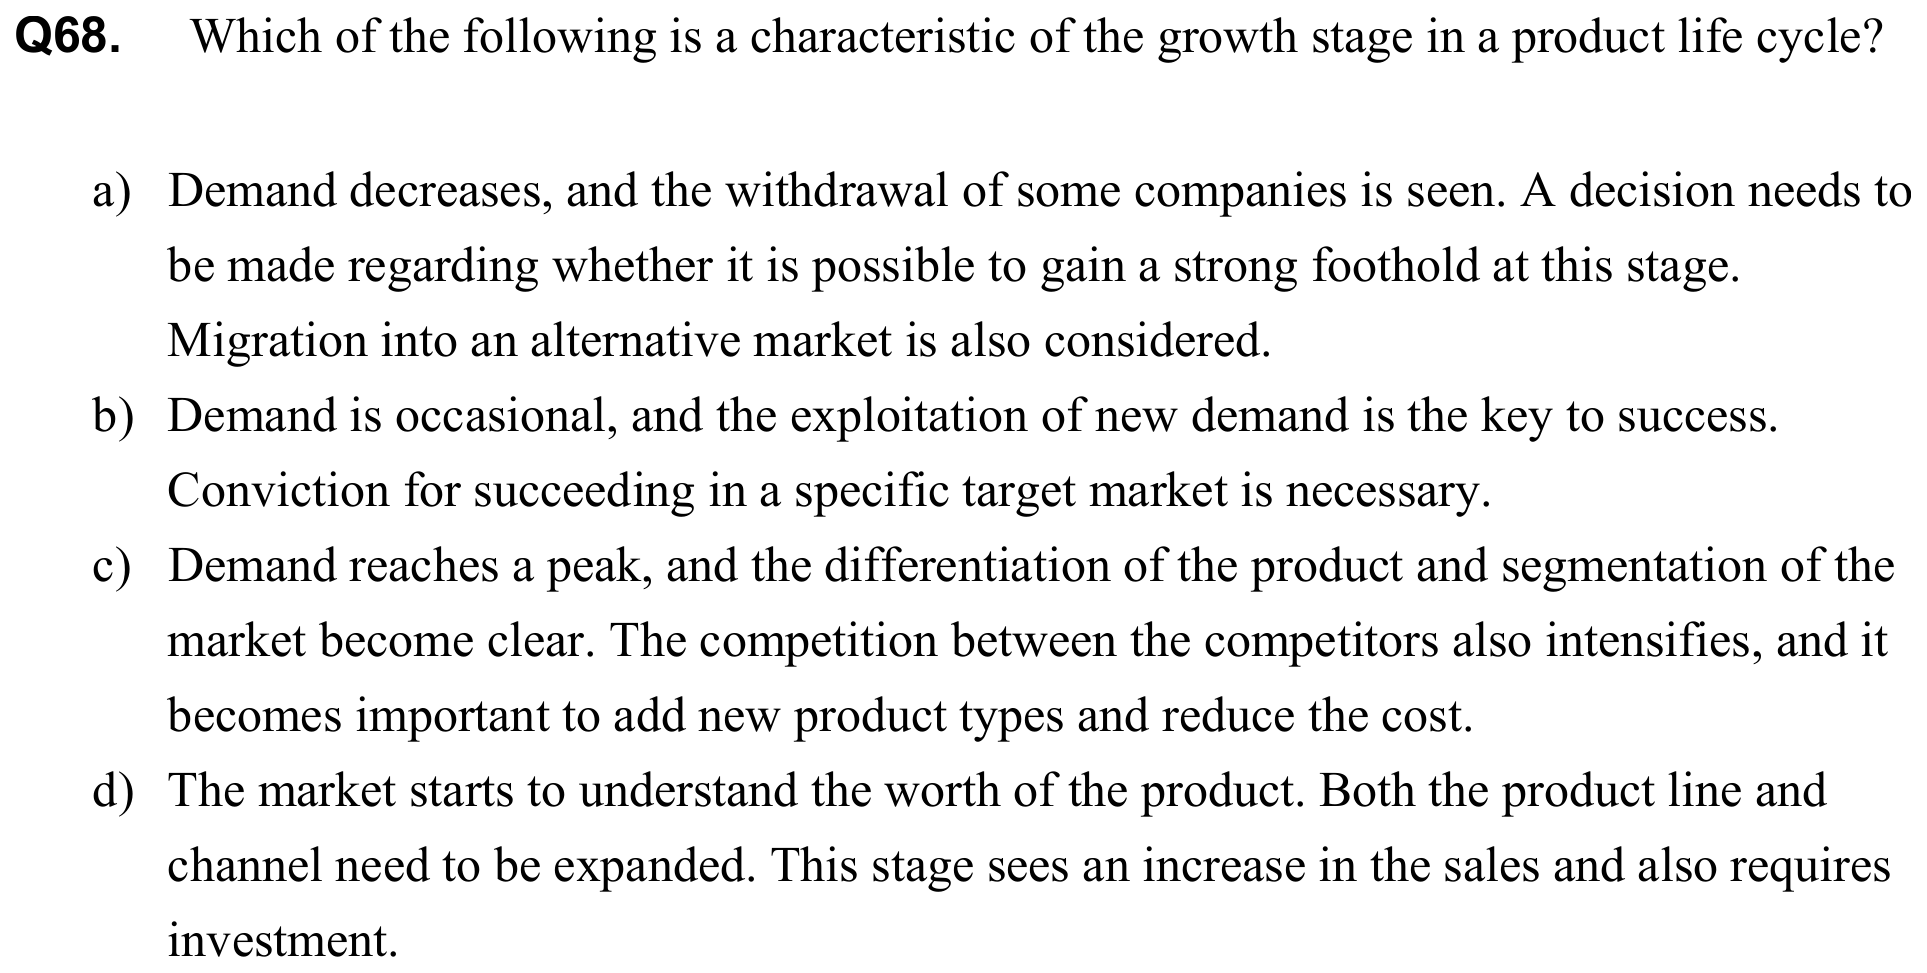 Q68. Which of the following is a characteristic of the growth stage in a product life cycle?
a) Demand decreases, and the withdrawal of some companies is seen. A decision needs to
be made regarding whether it is possible to gain a strong foothold at this stage.
Migration into an alternative market is also considered.
b) Demand is occasional, and the exploitation of new demand is the key to success.
Conviction for succeeding in a specific target market is necessary.
c) Demand reaches a peak, and the differentiation of the product and segmentation of the
market become clear. The competition between the competitors also intensifies, and it
becomes important to add new product types and reduce the cost.
d) The market starts to understand the worth of the product. Both the product line and
channel need to be expanded. This stage sees an increase in the sales and also requires
investment.